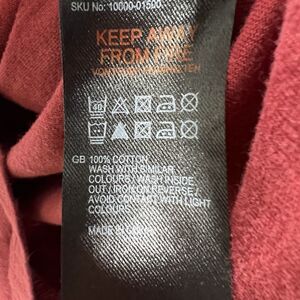 SKU No: 10000-01500
KEEP AWAY
FROM FIRE
40
GB 100% COTTON
WASH WITH SIMILAR
COLOURS / WASH INSIDE
OUT / IRON ON REVERSE /
AVOID CONTACT WITH LIGHT
COLOURS
MADE IN